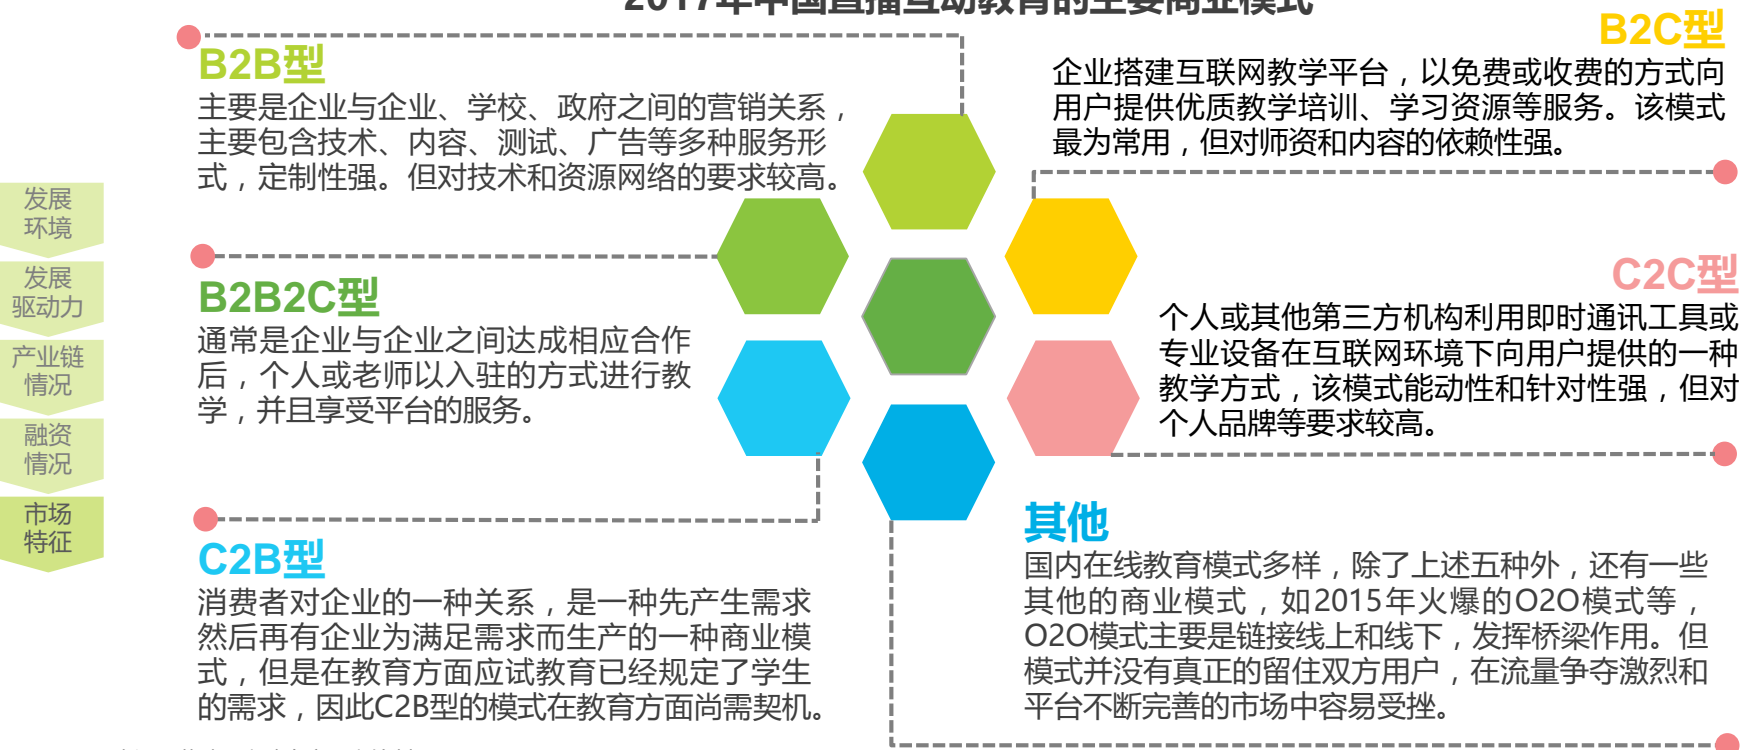 2017年中国直播互动教育的主要商业模式
B2B型
主要是企业与企业、学校、政府之间的营销关系，
主要包含技术、内容、测试、广告等多种服务形
式，定制性强。但对技术和资源网络的要求较高。
B2C型
企业搭建互联网教学平台，以免费或收费的方式向
用户提供优质教学培训、学习资源等服务。该模式
最为常用，但对师资和内容的依赖性强。
发展
环境
发展
驱动力
产业链
情况
融资
情况
市场
特征
B2B2C型
通常是企业与企业之间达成相应合作
后，个人或老师以入驻的方式进行教
学，并且享受平台的服务。
C2C型
个人或其他第三方机构利用即时通讯工具或
专业设备在互联网环境下向用户提供的一种
教学方式，该模式能动性和针对性强，但对
个人品牌等要求较高。
C2B型
消费者对企业的一种关系，是一种先产生需求
然后再有企业为满足需求而生产的一种商业模
式，但是在教育方面应试教育已经规定了学生
的需求，因此C2B型的模式在教育方面尚需契机。
其他
国内在线教育模式多样，除了上述五种外，还有一些
其他的商业模式，如2015年火爆的O2O模式等，
O2O模式主要是链接线上和线下，发挥桥梁作用。但
模式并没有真正的留住双方用户，在流量争夺激烈和
平台不断完善的市场中容易受挫。